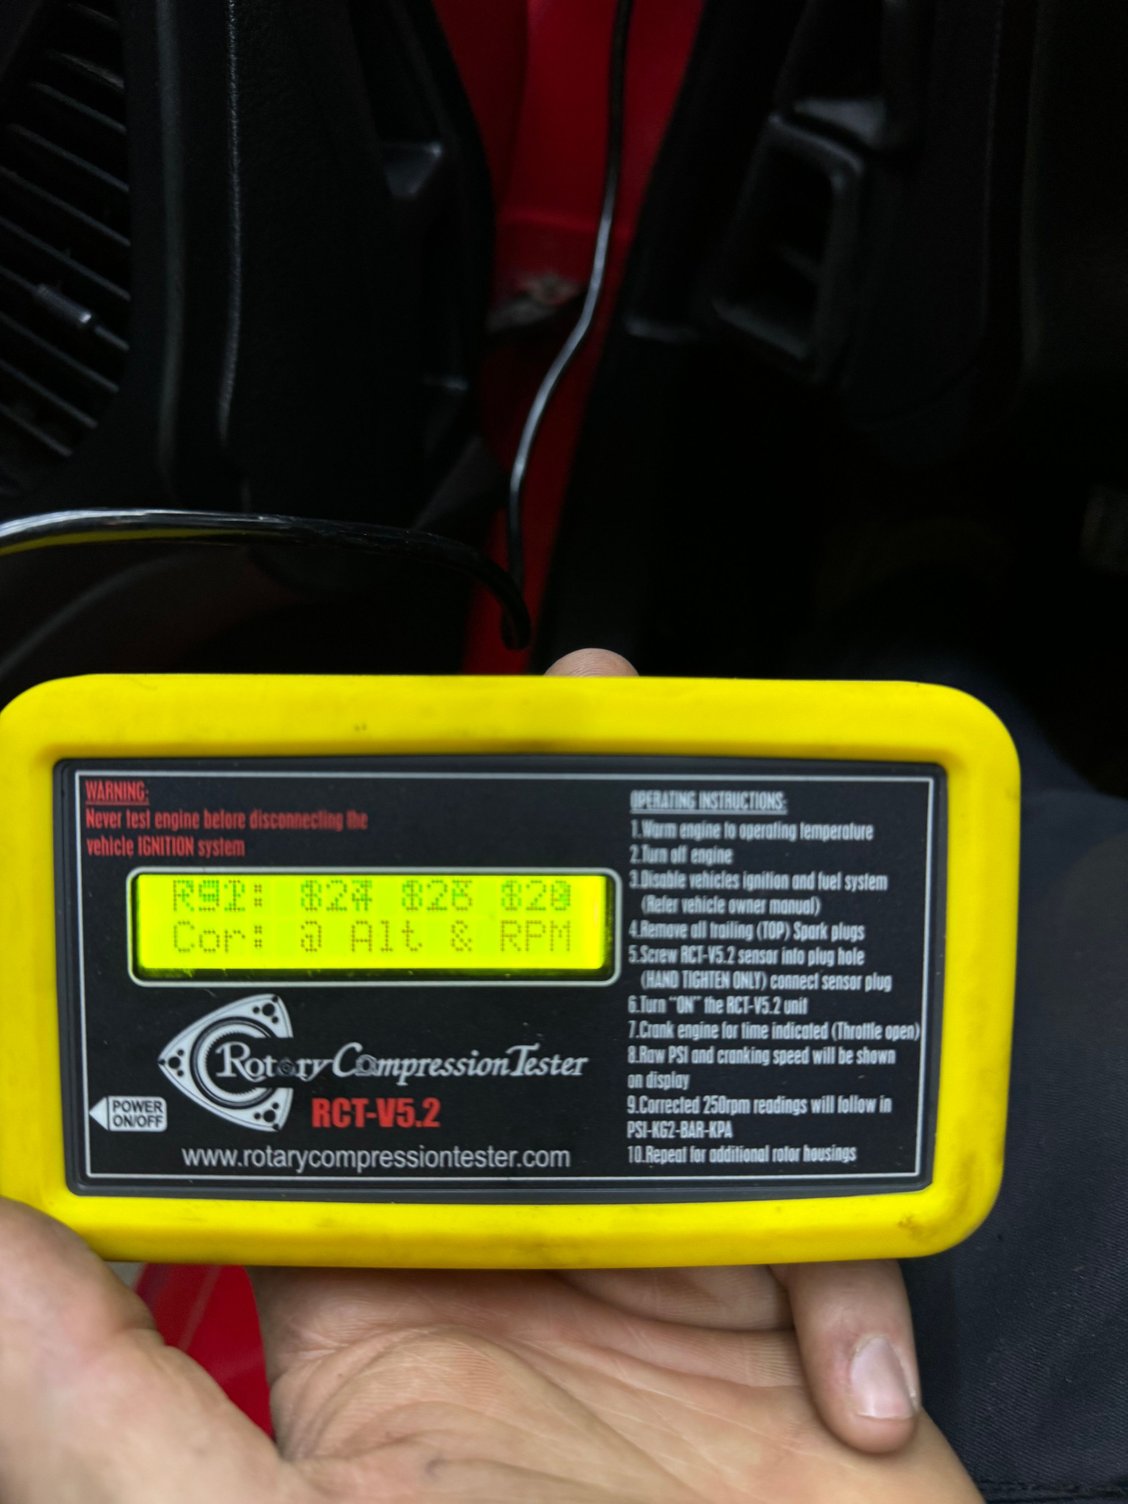 WARNING:
Never test engine before disconnecting the
vehicle IGNITION system
Cor: @ Alt & RPM
Rotary Compression Tester
RCT-V5.2
POWER
ON/OFF
www.rotarycompressiontester.com
OPERATING INSTRUCTIONS:
1.Warm engine to operating temperature
2.Turn off engine
3.Disable vehicles ignition and fuel system
(Refer vehicle owner manual)
4.Remove all trailing (TOP) Spark plugs
5.Screw RCT-V5.2 sensor into plug hole
(HAND TIGHTEN ONLY) connect sensor plug
6.Turn "ON" the RCT-V5.2 unit
7.Crank engine for time indicated (Throttle open)
8.Raw PSI and cranking speed will be shown
on display
9.Corrected 250rpm readings will follow in
PSI-KG2-BAR-KPA
10.Repeat for additional rotor housings